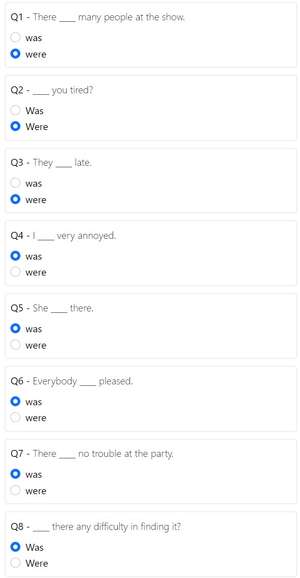 Q1 - There ____ many people at the show.
was
were
Q2 - ____ you tired?
Was
Were
Q3 - They ____ late.
was
were
Q4 - I ____ very annoyed.
was
were
Q5 - She ____ there.
was
were
Q6 - Everybody ____ pleased.
was
were
Q7 - There ____ no trouble at the party.
was
were
Q8 - ____ there any difficulty in finding it?
Was
Were